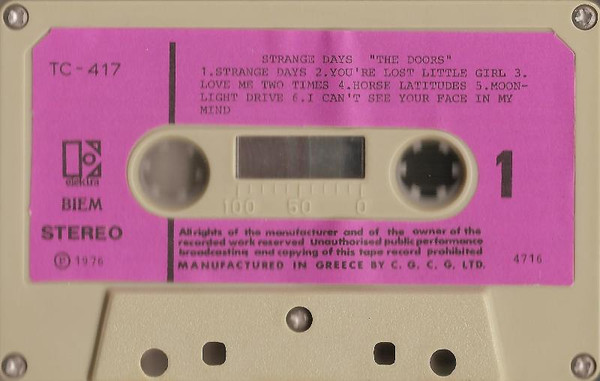 TC-417
STRANGE DAYS "THE DOORS"
1.STRANGE DAYS 2.YOU'RE LOST LITTLE GIRL 3.
LOVE ME TWO TIMES 4.HORSE LATITUDES 5.MOON-
LIGHT DRIVE 6.I CAN'T SEE YOUR FACE IN MY
MIND
elektra
BIEM
STEREO
℗ 1976
100 50 0
1
All rights of the manufacturer and of the owner of the
recorded work reserved Unauthorised public performance
broadcasting and copying of this tape record prohibited
MANUFACTURED IN GREECE BY C. G. C. G. LTD.
4716